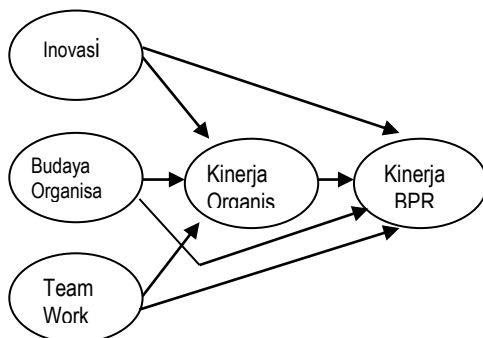 Inovasi
Budaya
Organisa
Kinerja
Organis
Kinerja
BPR
Team
Work